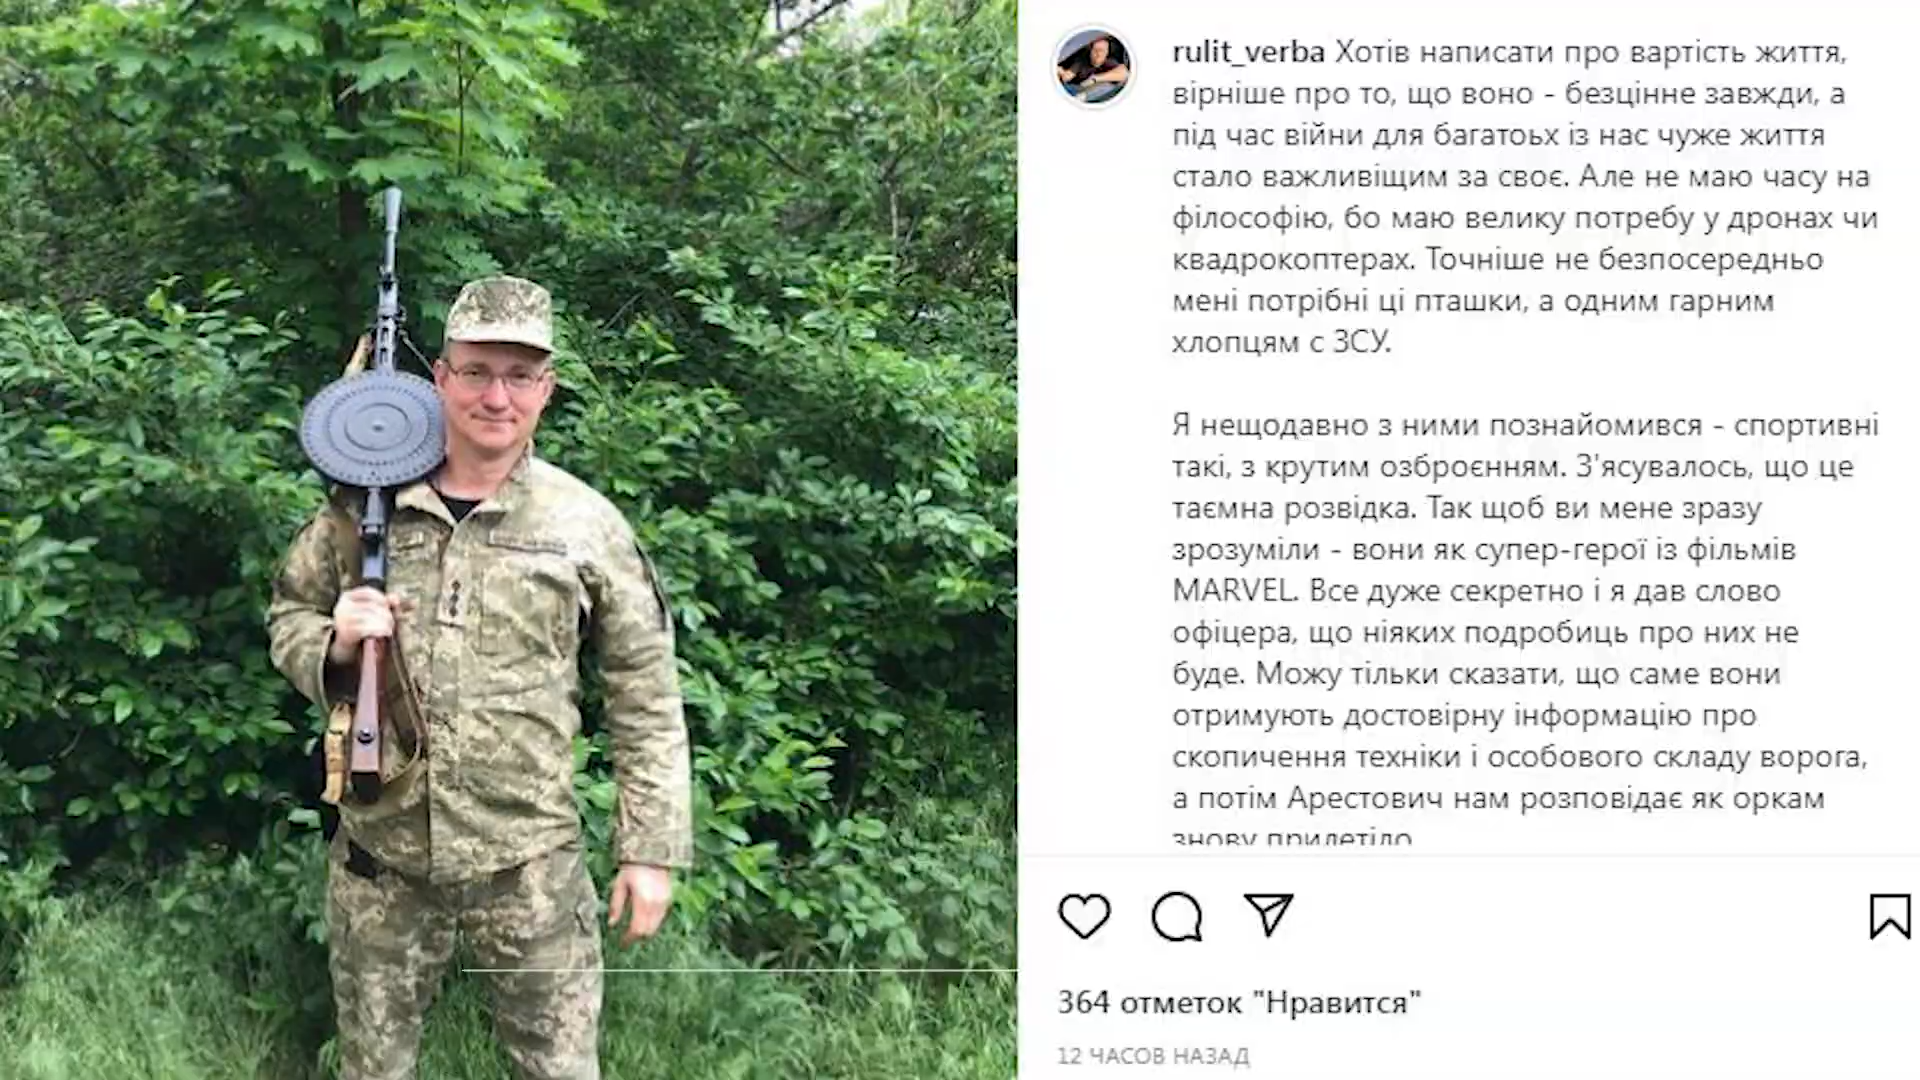 rulit_verba Хотів написати про вартість життя,
вірніше про то, що воно - безцінне завжди, а
під час війни для багатоьх із нас чуже життя
стало важливіщим за своє. Але не маю часу на
філософію, бо маю велику потребу у дронах чи
квадрокоптерах. Точніше не безпосередньо
мені потрібні ці пташки, а одним гарним
хлопцям с ЗСУ.
Я нещодавно з ними познайомився - спортивні
такі, з крутим озброєнням. З'ясувалось, що це
таємна розвідка. Так щоб ви мене зразу
зрозуміли - вони як супер-герої із фільмів
MARVEL. Все дуже секретно і я дав слово
офіцера, що ніяких подробиць про них не
буде. Можу тільки сказати, що саме вони
отримують достовірну інформацію про
скопичення техніки і особового складу ворога,
а потім Арестович нам розповідає як оркам
знову прилетіло
364 отметок "Нравится"
12 ЧАСОВ НАЗАД